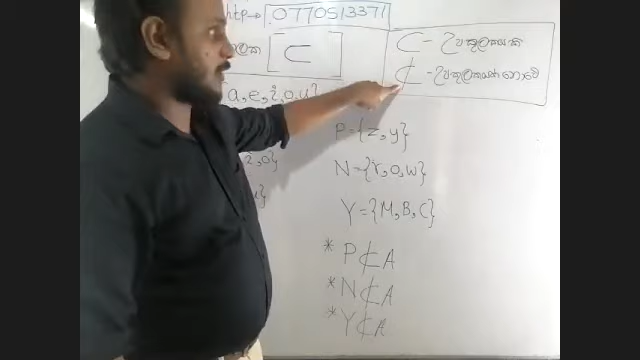 0770513371
⊂
⊂ - උපකුලකයකි
⊄ - උපකුලකයක් නොවේ
a, e, i, o, u}
P = {z, y}
N = {r, o, w}
Y = {M, B, C}
* P ⊄ A
* N ⊄ A
* Y ⊄ A